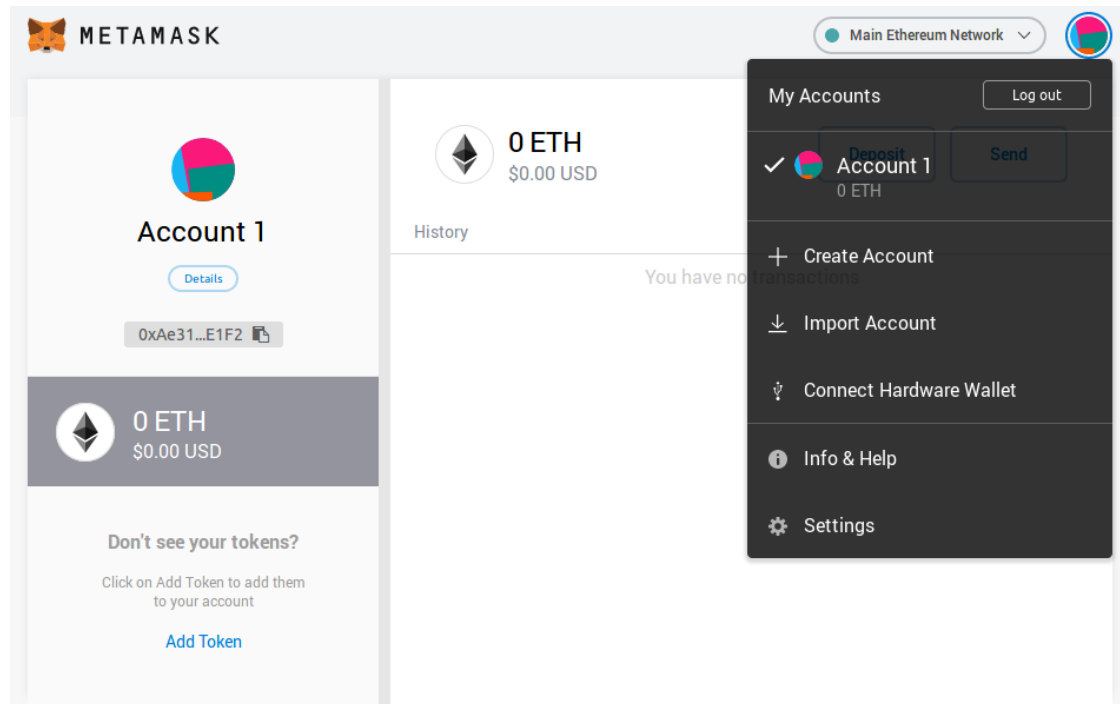 METAMASK
Main Ethereum Network
My Accounts
Log out
Account 1
0 ETH
Create Account
Import Account
Connect Hardware Wallet
Info & Help
Settings
Account 1
Details
0xAe31...E1F2
0 ETH
$0.00 USD
Don't see your tokens?
Click on Add Token to add them
to your account
Add Token
0 ETH
$0.00 USD
Deposit
Send
History
You have no transactions